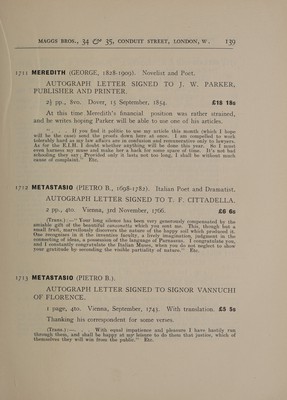 MAGGS BROS., 34 & 35, CONDUIT STREET, LONDON, W. 139
1711 MEREDITH (GEORGE, 1828-1909). Novelist and Poet.
AUTOGRAPH LETTER SIGNED TO J. W. PARKER,
PUBLISHER AND PRINTER.
2½ pp., 8vo. Dover, 15 September, 1854. £18 18s
At this time Meredith's financial position was rather strained,
and he writes hoping Parker will be able to use one of his articles.
" . . . If you find it politic to use my article this month (which I hope
will be the case) send the proofs down here at once. I am compelled to work
tolerably hard as my law affairs are in confusion and remunerative only to lawyers.
As for the E.I.H. I doubt whether anything will be done this year. So I must
even harness my muse and make her a hack for some space of time. It's not bad
schooling they say: Provided only it lasts not too long, I shall be without much
cause of complaint." Etc.
1712 METASTASIO (PIETRO B., 1698-1782). Italian Poet and Dramatist.
AUTOGRAPH LETTER SIGNED TO T. F. CITTADELLA.
2 pp., 4to. Vienna, 3rd November, 1766. £6 6s
(Trans.) :—" Your long silence has been very generously compensated by the
amiable gift of the beautiful canzonetta which you sent me. This, though but a
small fruit, marvellously discovers the nature of the happy soil which produced it.
One recognises in it the inventive faculty, a lively imagination, judgment in the
connecting of ideas, a possession of the language of Parnassus. I congratulate you,
and I constantly congratulate the Italian Muses, when you do not neglect to show
your gratitude by seconding the visible partiality of nature." Etc.
1713 METASTASIO (PIETRO B.).
AUTOGRAPH LETTER SIGNED TO SIGNOR VANNUCHI
OF FLORENCE.
1 page, 4to. Vienna, September, 1743. With translation. £5 5s
Thanking his correspondent for some verses.
(Trans.) :— . . . With equal impatience and pleasure I have hastily run
through them, and shall be happy at my leisure to do them that justice, which of
themselves they will win from the public." Etc.